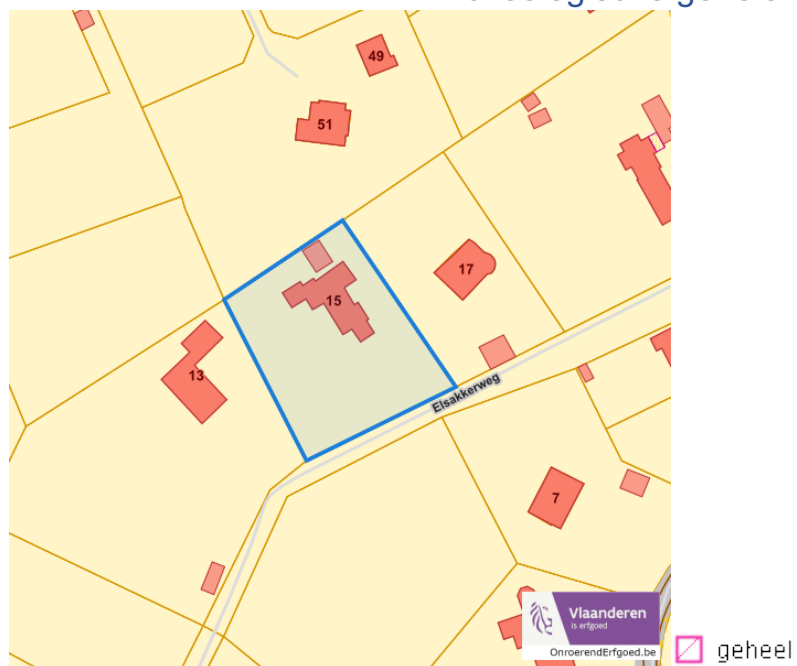 49
51
17
15
13
Elsakkerweg
7
Vlaanderen
is erfgoed
OnroerendErfgoed.be
geheel